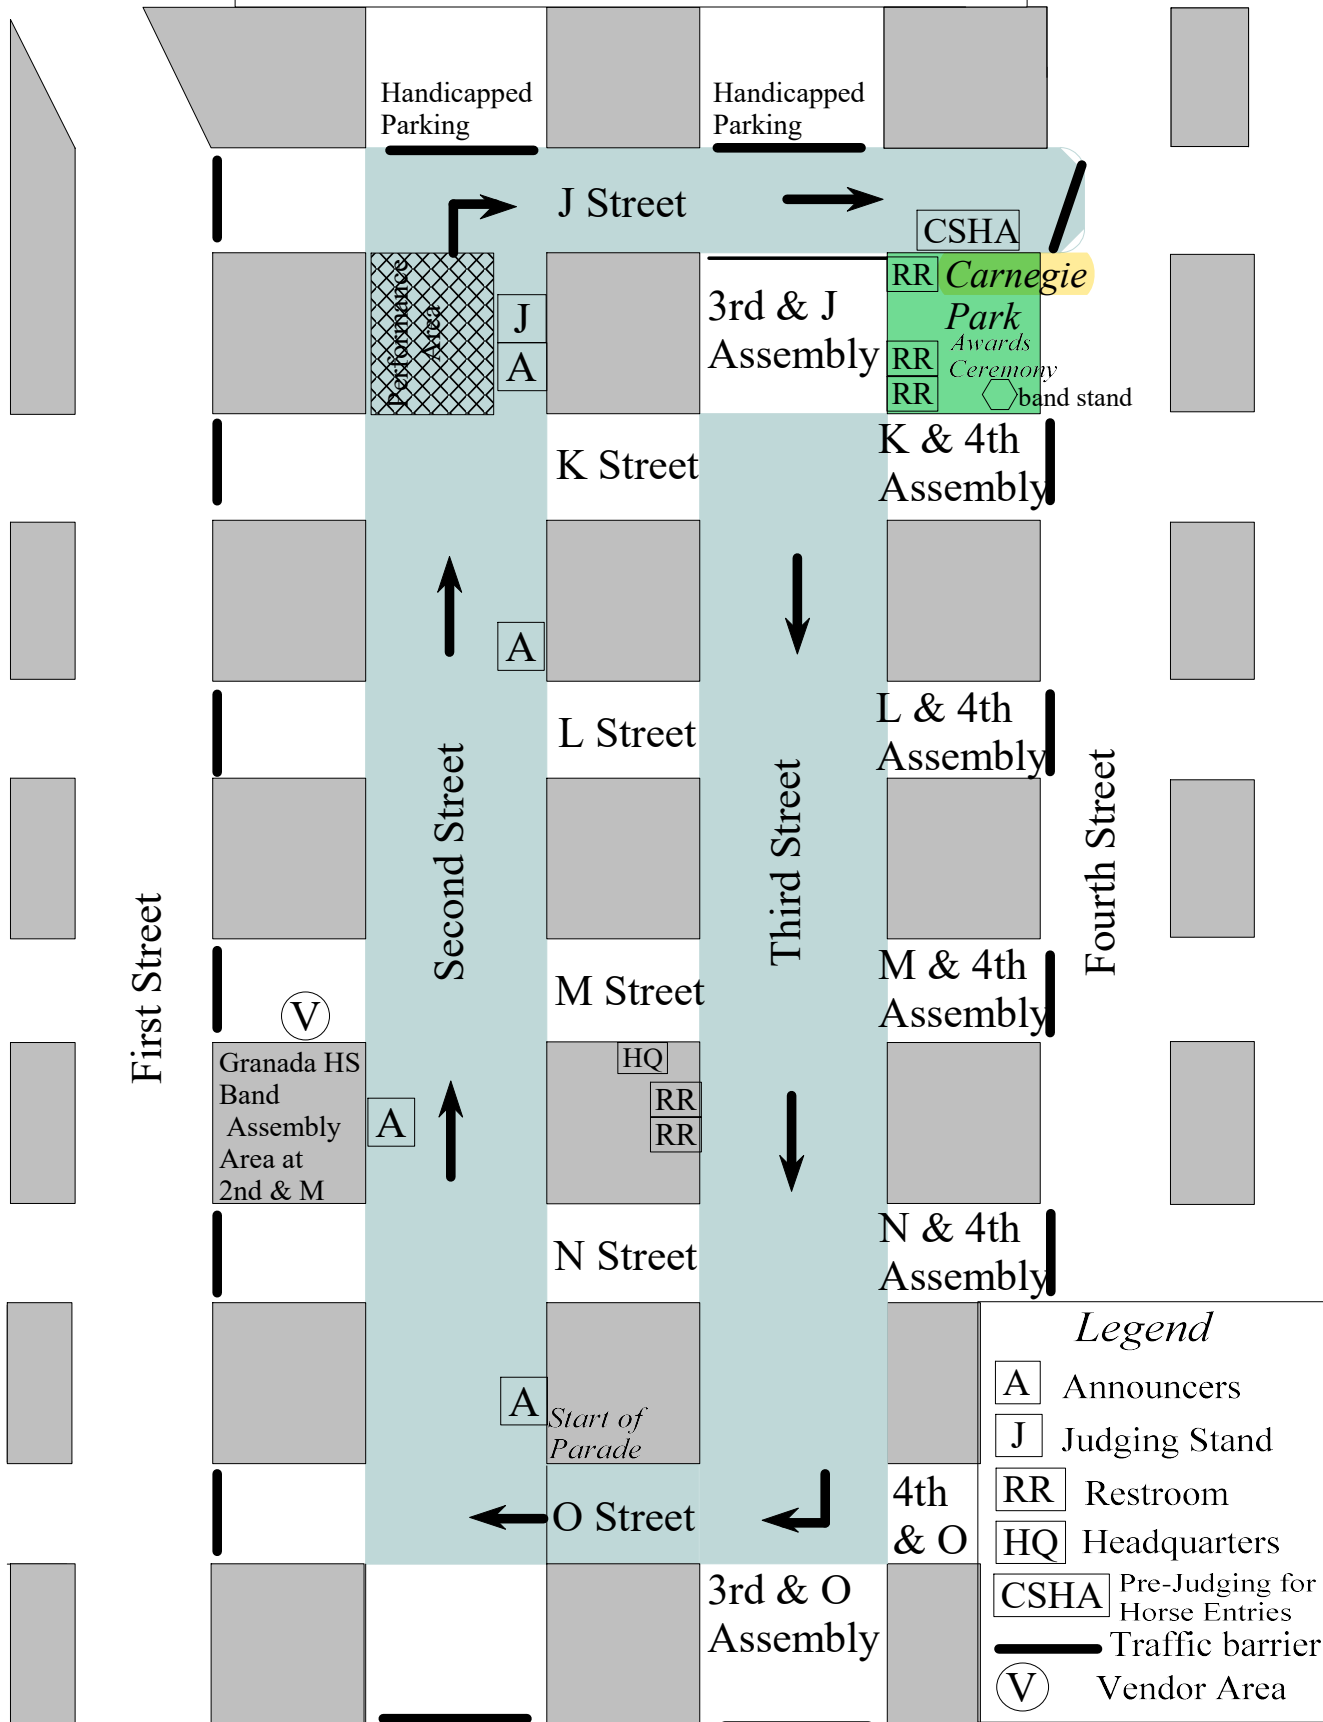 Handicapped
Parking
Handicapped
Parking
J Street
CSHA
Performance
Area
J
A
3rd & J
Assembly
RR
Carnegie
Park
Awards
Ceremony
RR
RR
band stand
K Street
K & 4th
Assembly
A
L Street
L & 4th
Assembly
First Street
Second Street
Third Street
Fourth Street
M Street
M & 4th
Assembly
V
Granada HS
Band
Assembly
Area at
2nd & M
A
HQ
RR
RR
N Street
N & 4th
Assembly
A
Start of
Parade
O Street
4th
& O
3rd & O
Assembly
Legend
A Announcers
J Judging Stand
RR Restroom
HQ Headquarters
CSHA Pre-Judging for
Horse Entries
Traffic barrier
V Vendor Area